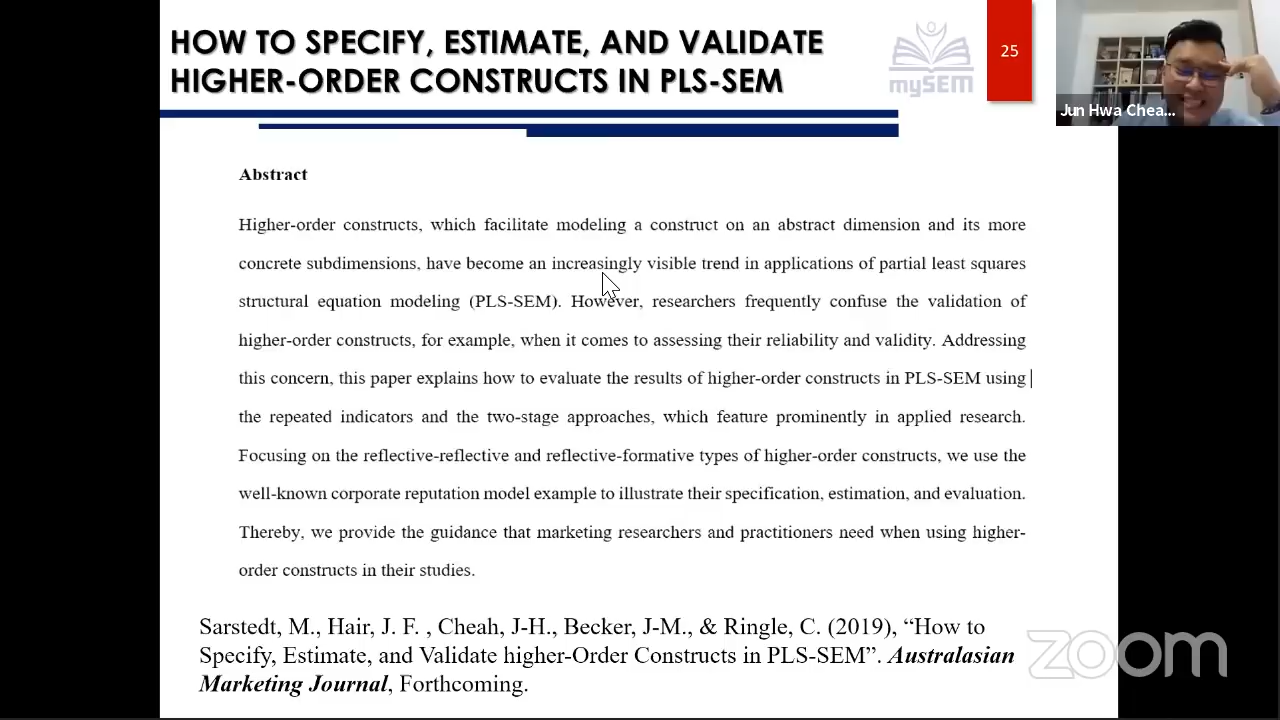 HOW TO SPECIFY, ESTIMATE, AND VALIDATE
HIGHER-ORDER CONSTRUCTS IN PLS-SEM
mySEM
25
Jun Hwa Chea...
Abstract
Higher-order constructs, which facilitate modeling a construct on an abstract dimension and its more
concrete subdimensions, have become an increasingly visible trend in applications of partial least squares
structural equation modeling (PLS-SEM). However, researchers frequently confuse the validation of
higher-order constructs, for example, when it comes to assessing their reliability and validity. Addressing
this concern, this paper explains how to evaluate the results of higher-order constructs in PLS-SEM using
the repeated indicators and the two-stage approaches, which feature prominently in applied research.
Focusing on the reflective-reflective and reflective-formative types of higher-order constructs, we use the
well-known corporate reputation model example to illustrate their specification, estimation, and evaluation.
Thereby, we provide the guidance that marketing researchers and practitioners need when using higher-
order constructs in their studies.
Sarstedt, M., Hair, J. F. , Cheah, J-H., Becker, J-M., & Ringle, C. (2019), “How to
Specify, Estimate, and Validate higher-Order Constructs in PLS-SEM”. Australasian
Marketing Journal, Forthcoming.
zoom